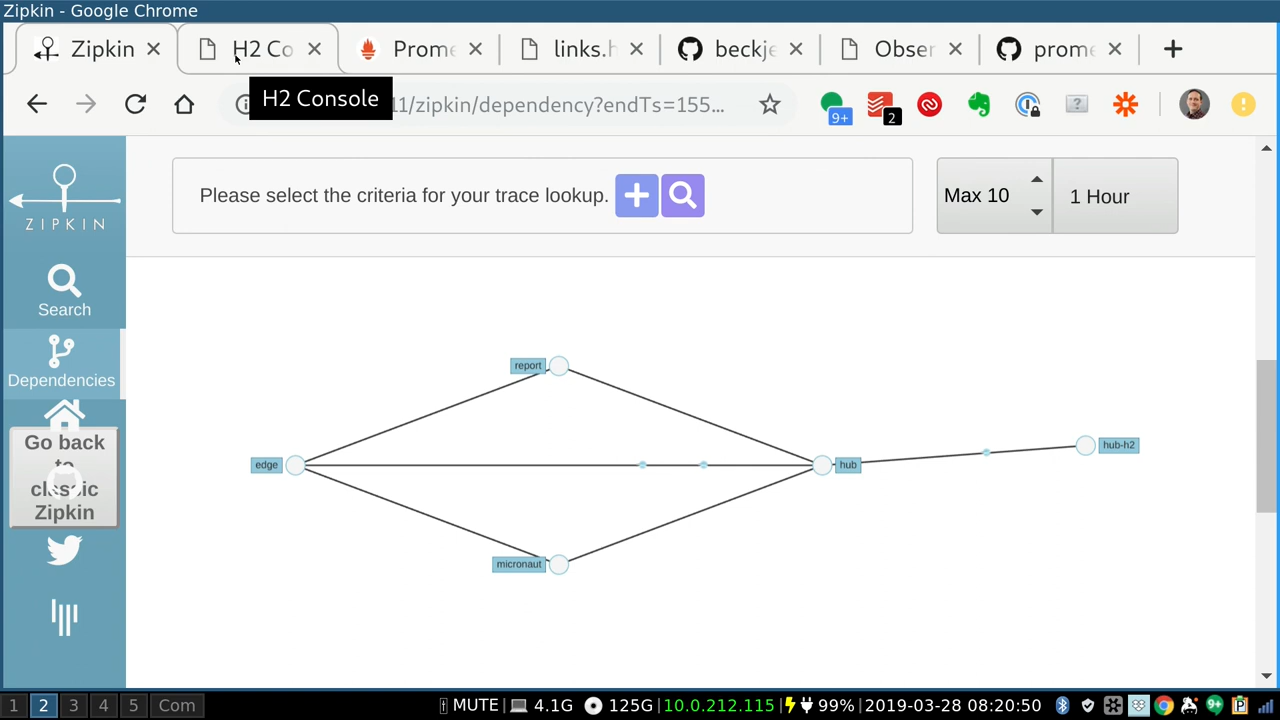 Zipkin - Google Chrome
Zipkin
H2 Co
Prome
links.h
beckje
Obser
prome
H2 Console
11/zipkin/dependency?endTs=155...
9+
2
ZIPKIN
Please select the criteria for your trace lookup.
Max 10
1 Hour
Search
Dependencies
Go back
to
classic
Zipkin
report
edge
hub
hub-h2
micronaut
1 2 3 4 5 Com
MUTE 4.1G 125G 10.0.212.115 99% 2019-03-28 08:20:50
9+